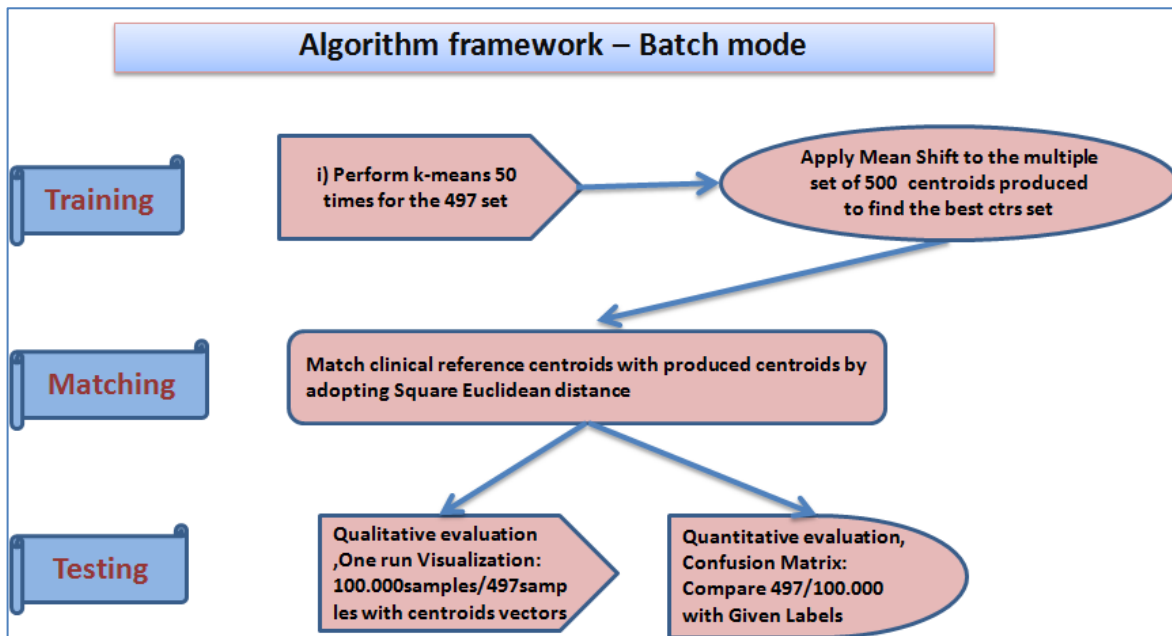 Algorithm framework – Batch mode
Training
i) Perform k-means 50
times for the 497 set
Apply Mean Shift to the multiple
set of 500 centroids produced
to find the best ctrs set
Matching
Match clinical reference centroids with produced centroids by
adopting Square Euclidean distance
Testing
Qualitative evaluation
,One run Visualization:
100.000samples/497samp
les with centroids vectors
Quantitative evaluation,
Confusion Matrix:
Compare 497/100.000
with Given Labels